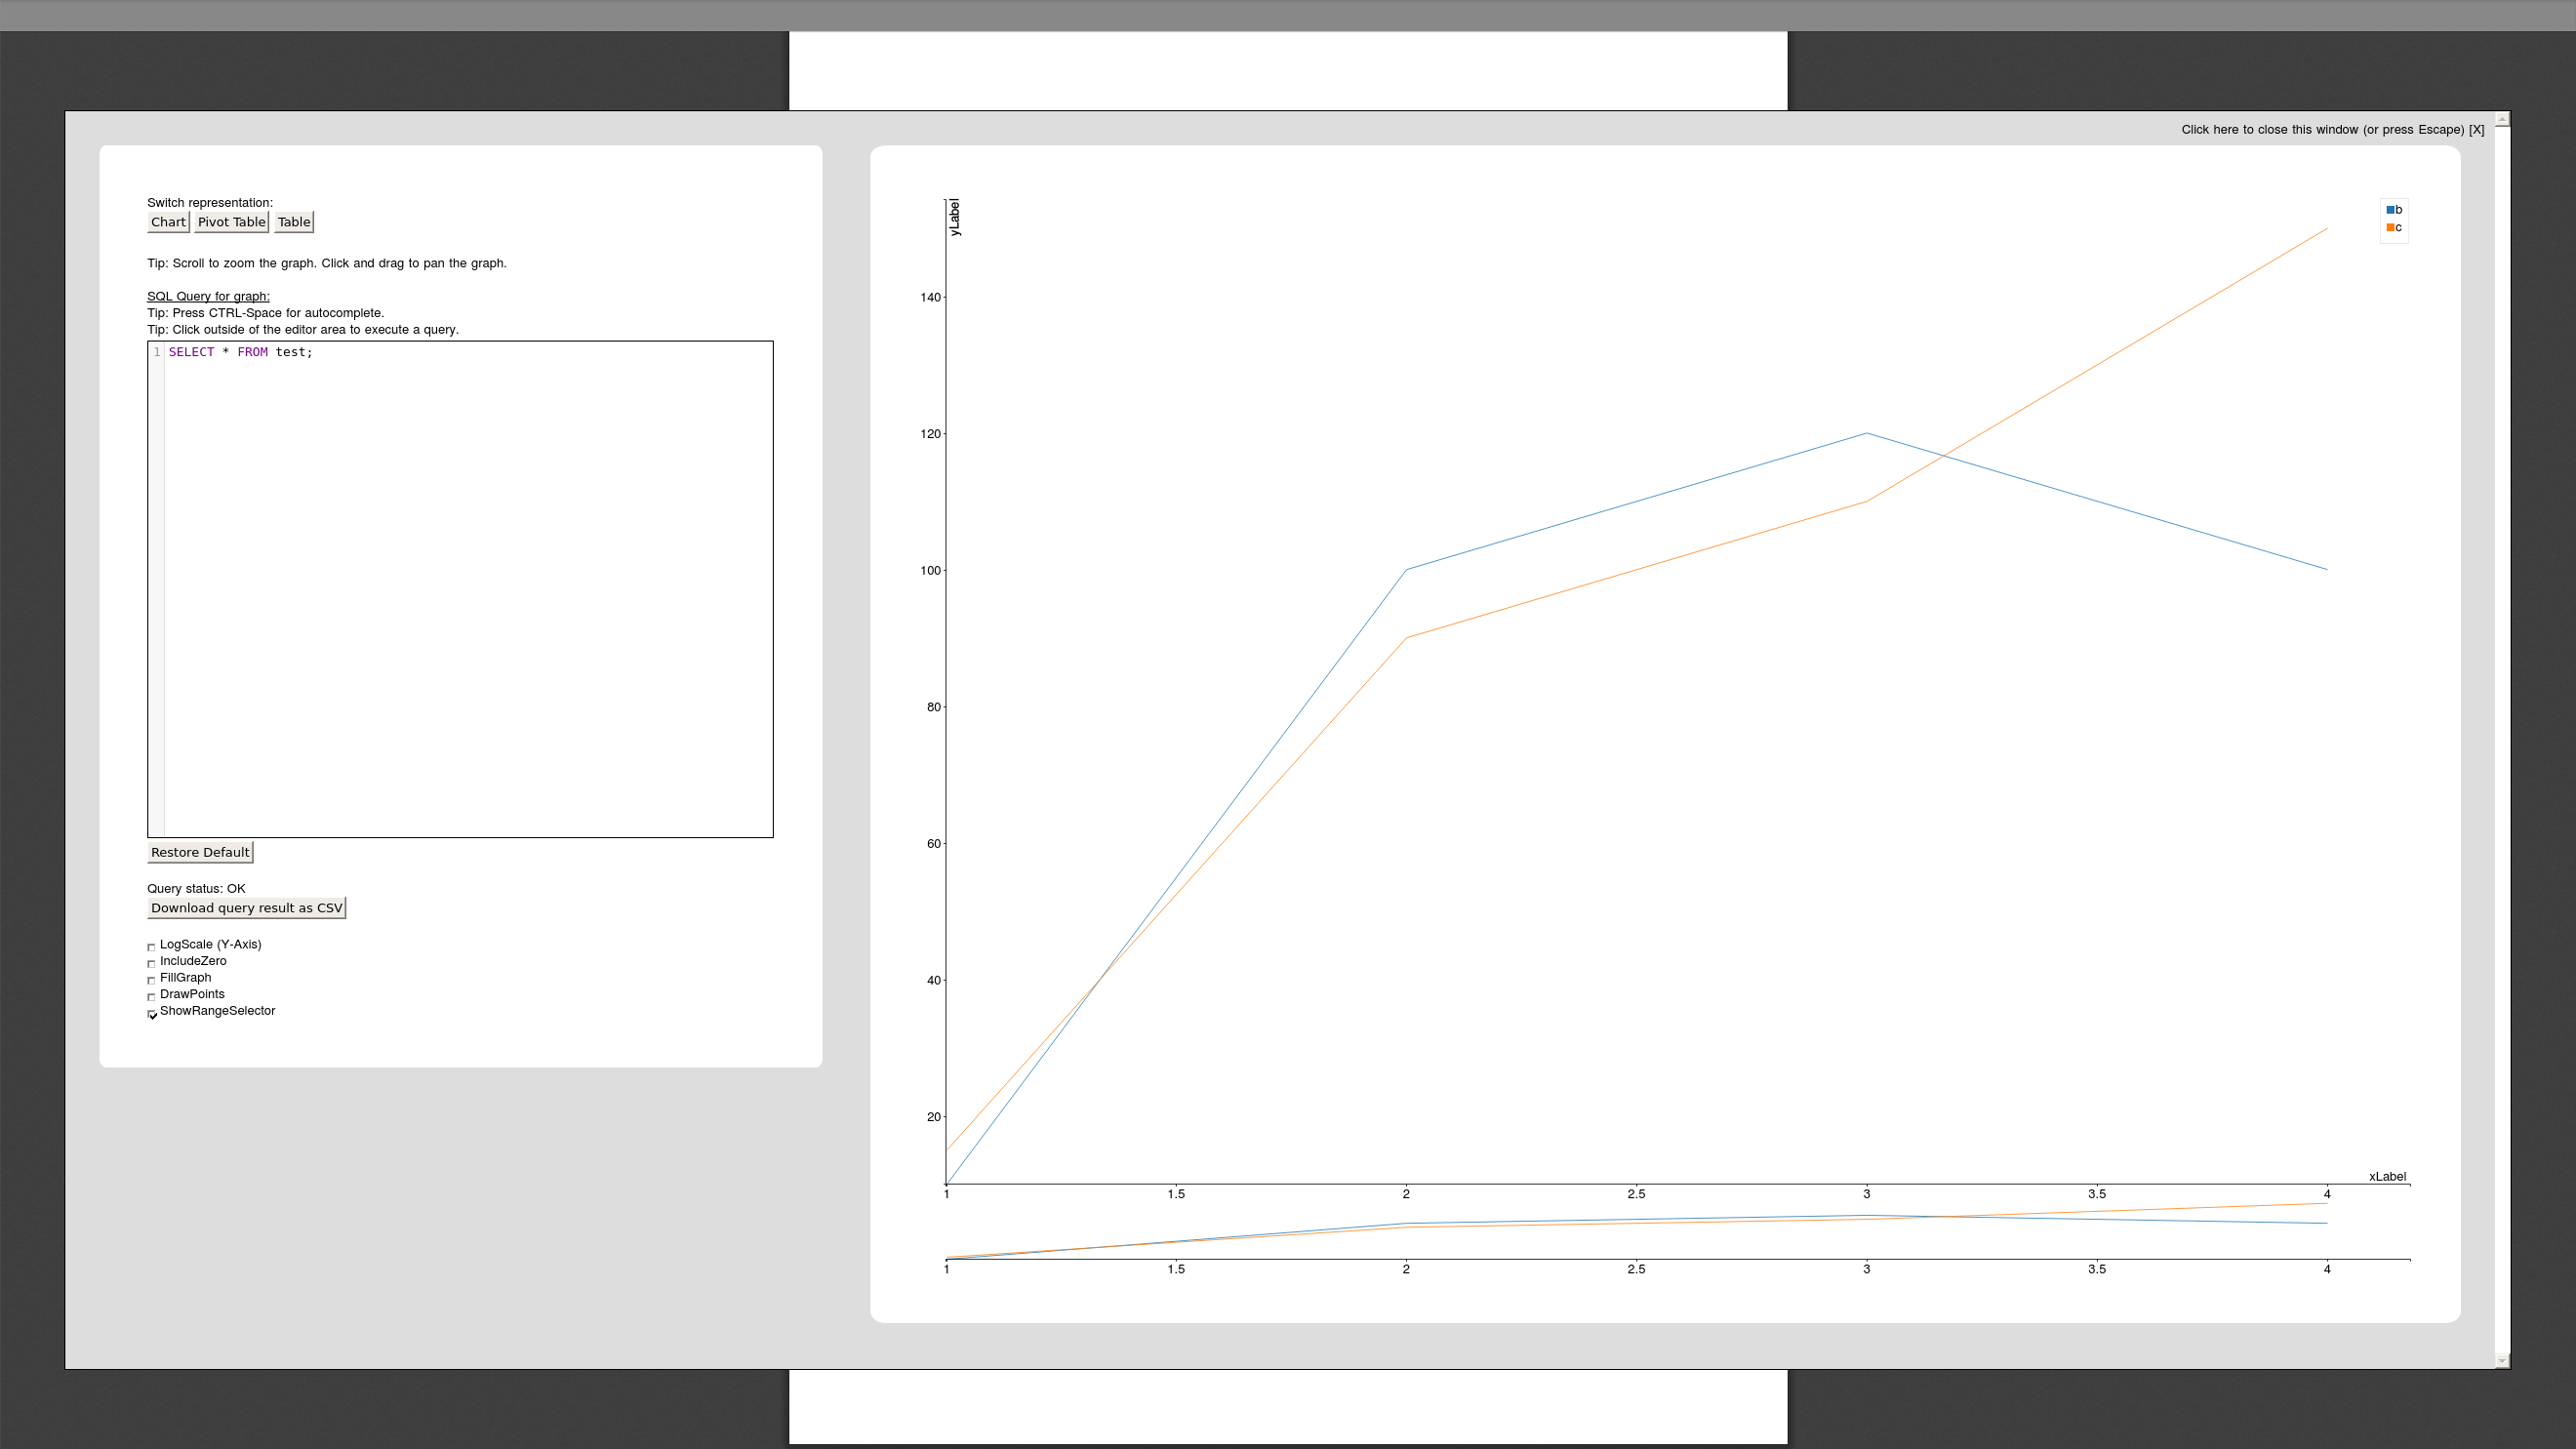 Click here to close this window (or press Escape) [X]
Switch representation:
Chart Pivot Table Table
Tip: Scroll to zoom the graph. Click and drag to pan the graph.
SQL Query for graph:
Tip: Press CTRL-Space for autocomplete.
Tip: Click outside of the editor area to execute a query.
1 SELECT * FROM test;
Restore Default
Query status: OK
Download query result as CSV
LogScale (Y-Axis)
IncludeZero
FillGraph
DrawPoints
ShowRangeSelector
yLabel
b
c
140
120
100
80
60
40
20
xLabel
1 1.5 2 2.5 3 3.5 4
1 1.5 2 2.5 3 3.5 4